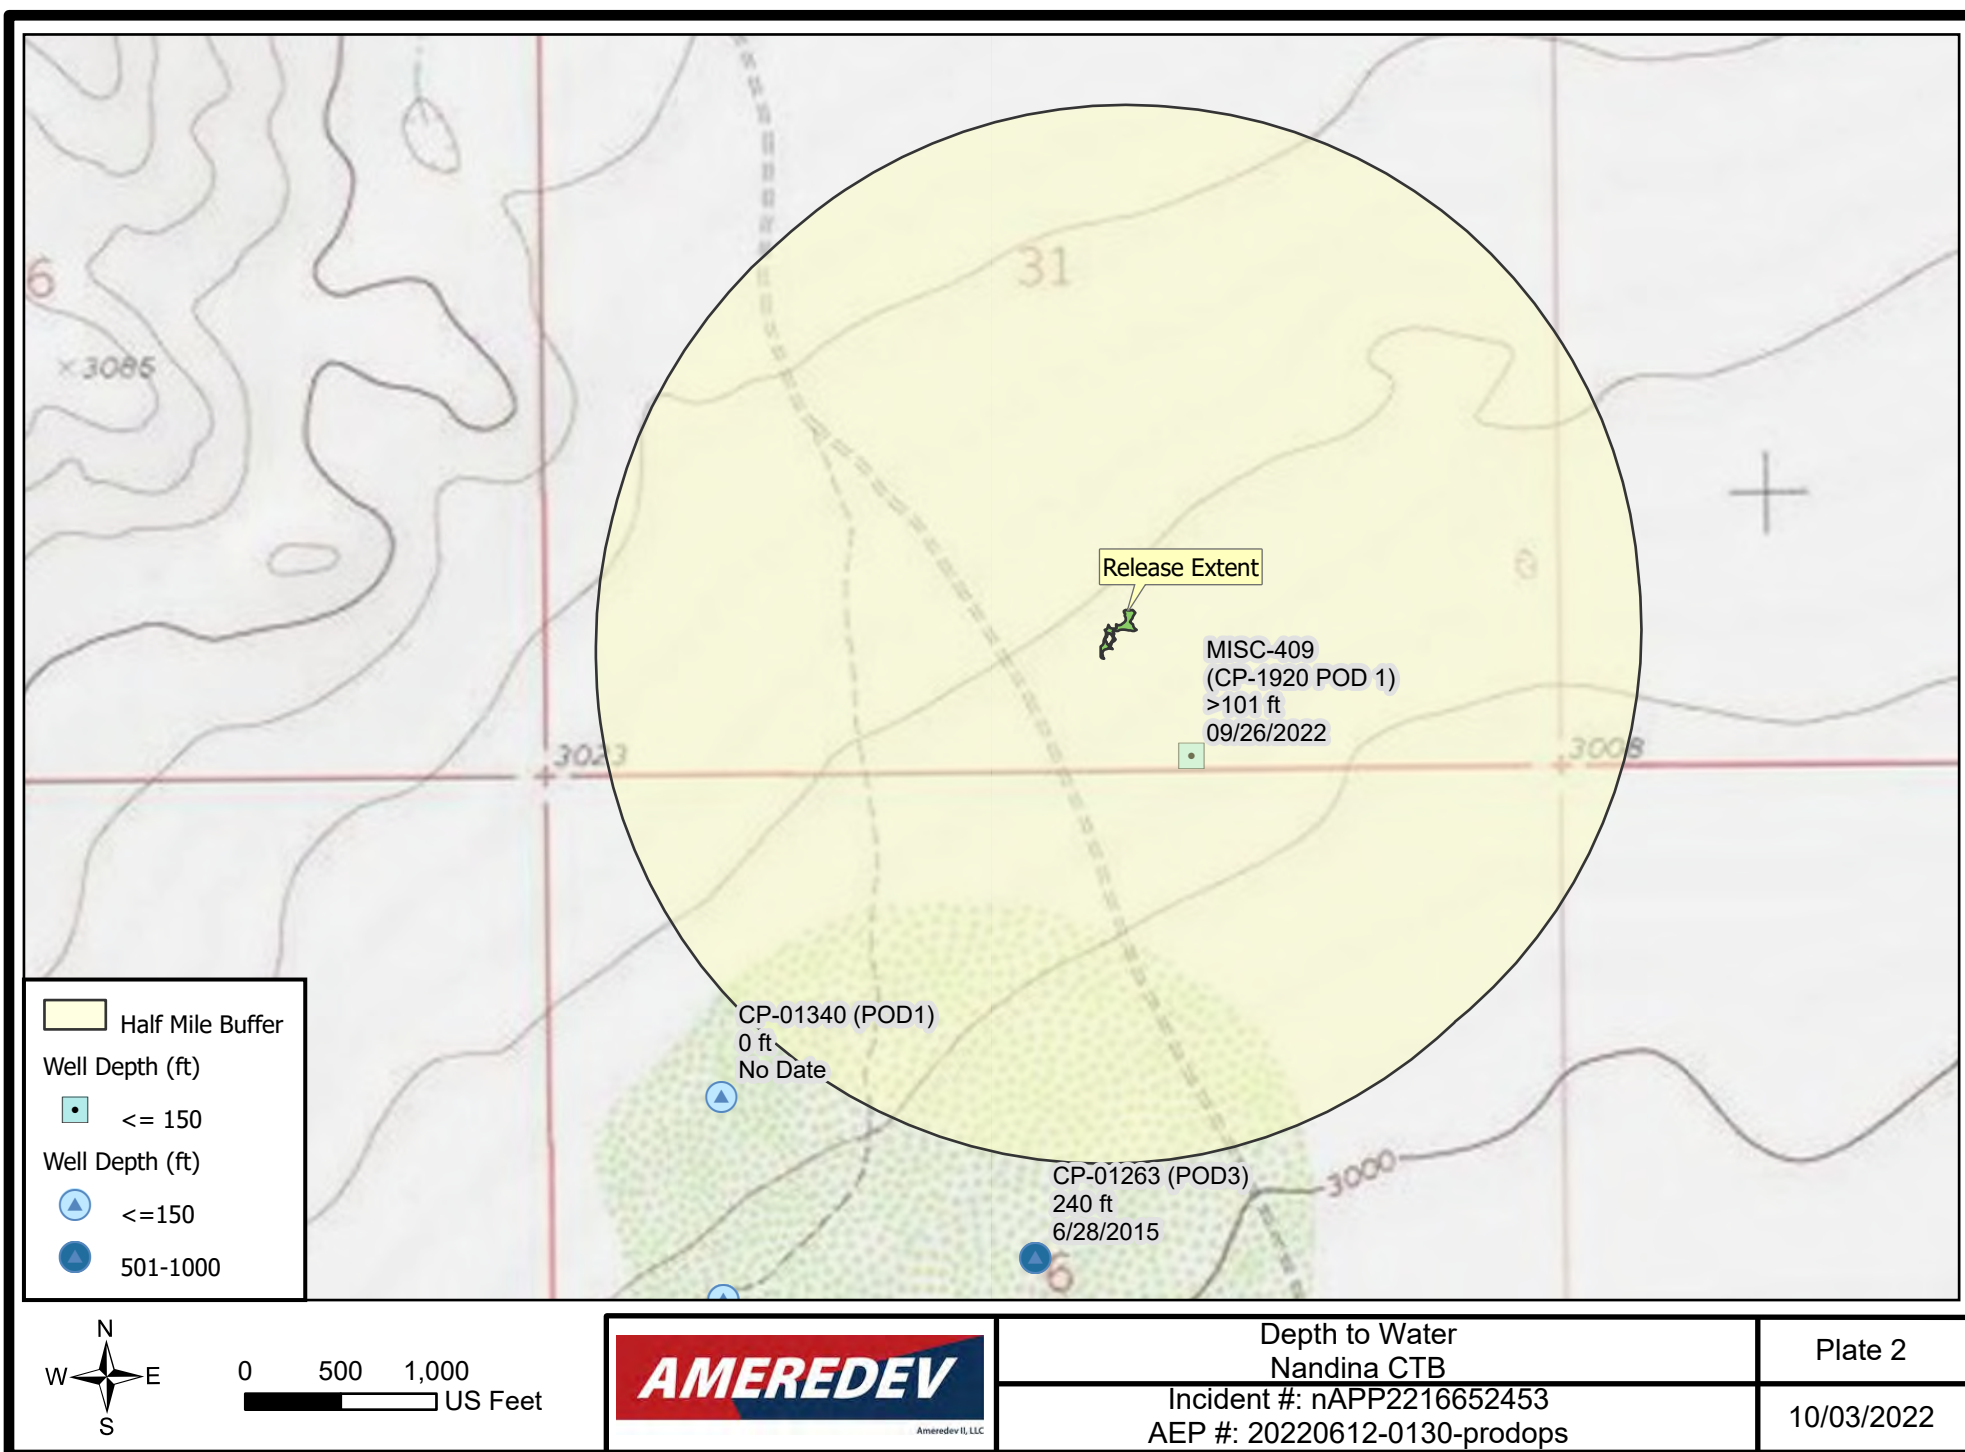 31
6
×3085
Release Extent
6
MISC-409
(CP-1920 POD 1)
>101 ft
09/26/2022
3023
3008
CP-01340 (POD1)
0 ft
No Date
CP-01263 (POD3)
240 ft
6/28/2015
3000
6
Half Mile Buffer
Well Depth (ft)
<= 150
Well Depth (ft)
<=150
501-1000
N
W E
S
0 500 1,000
US Feet
AMEREDEV
Ameredev II, LLC
Depth to Water
Nandina CTB
Incident #: nAPP2216652453
AEP #: 20220612-0130-prodops
Plate 2
10/03/2022